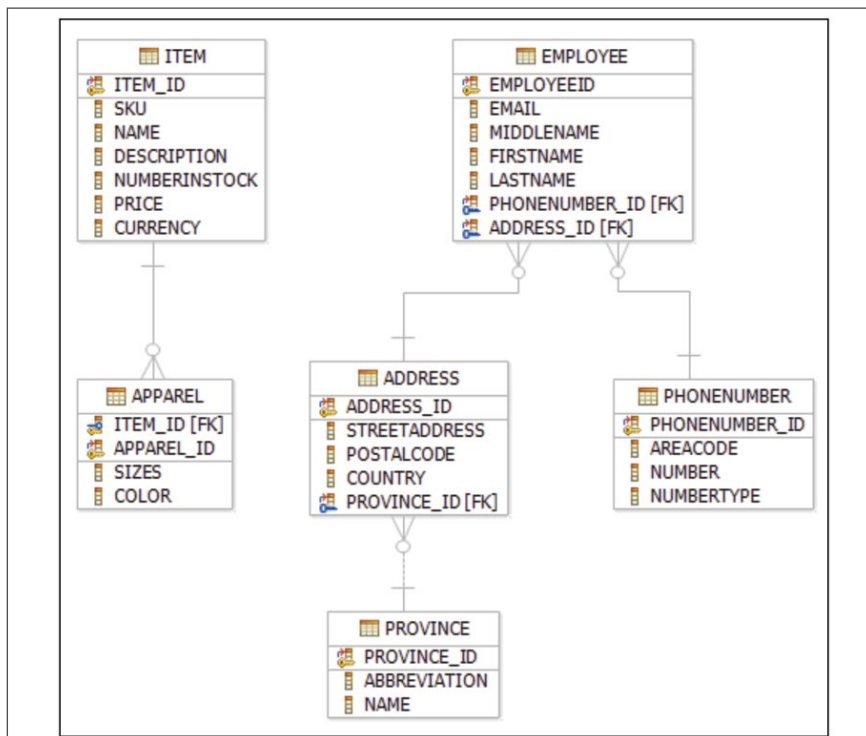 ITEM
ITEM_ID
SKU
NAME
DESCRIPTION
NUMBERINSTOCK
PRICE
CURRENCY
EMPLOYEE
EMPLOYEEID
EMAIL
MIDDLENAME
FIRSTNAME
LASTNAME
PHONENUMBER_ID [FK]
ADDRESS_ID [FK]
APPAREL
ITEM_ID [FK]
APPAREL_ID
SIZES
COLOR
ADDRESS
ADDRESS_ID
STREETADDRESS
POSTALCODE
COUNTRY
PROVINCE_ID [FK]
PHONENUMBER
PHONENUMBER_ID
AREACODE
NUMBER
NUMBERTYPE
PROVINCE
PROVINCE_ID
ABBREVIATION
NAME